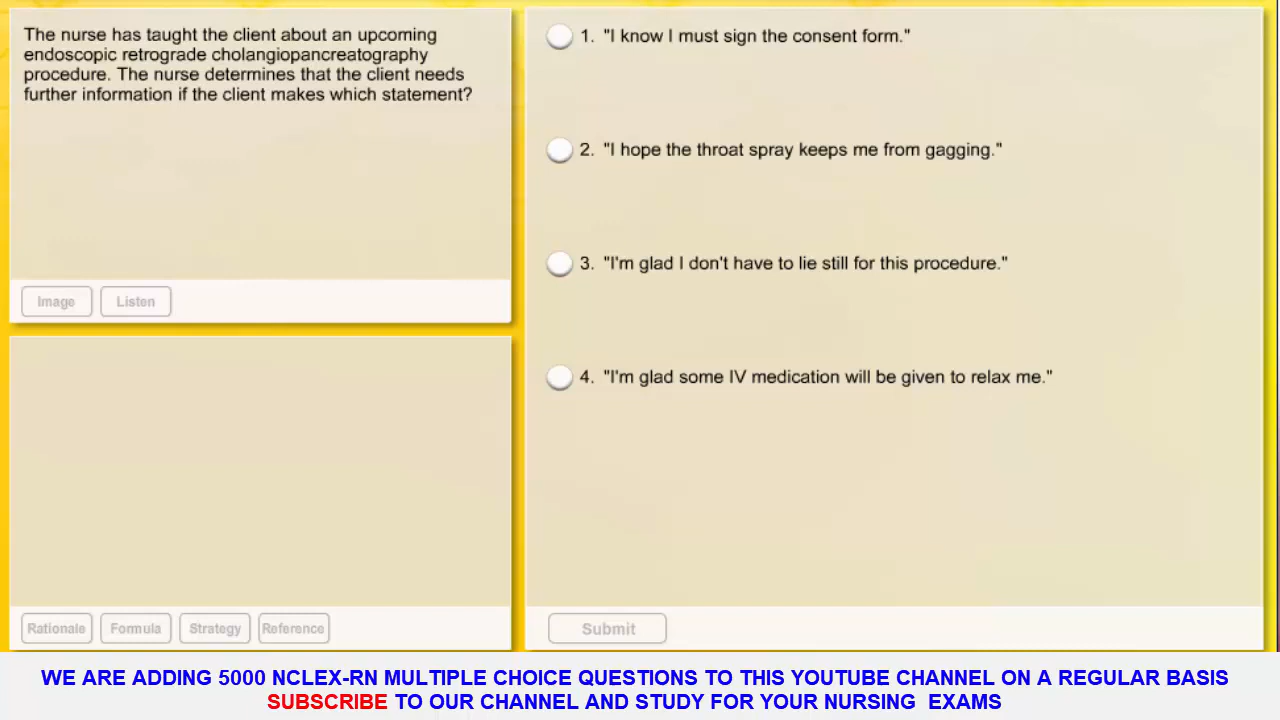 The nurse has taught the client about an upcoming
endoscopic retrograde cholangiopancreatography
procedure. The nurse determines that the client needs
further information if the client makes which statement?
Image Listen
1. "I know I must sign the consent form."
2. "I hope the throat spray keeps me from gagging."
3. "I'm glad I don't have to lie still for this procedure."
4. "I'm glad some IV medication will be given to relax me."
Rationale Formula Strategy Reference
Submit
WE ARE ADDING 5000 NCLEX-RN MULTIPLE CHOICE QUESTIONS TO THIS YOUTUBE CHANNEL ON A REGULAR BASIS
SUBSCRIBE TO OUR CHANNEL AND STUDY FOR YOUR NURSING EXAMS